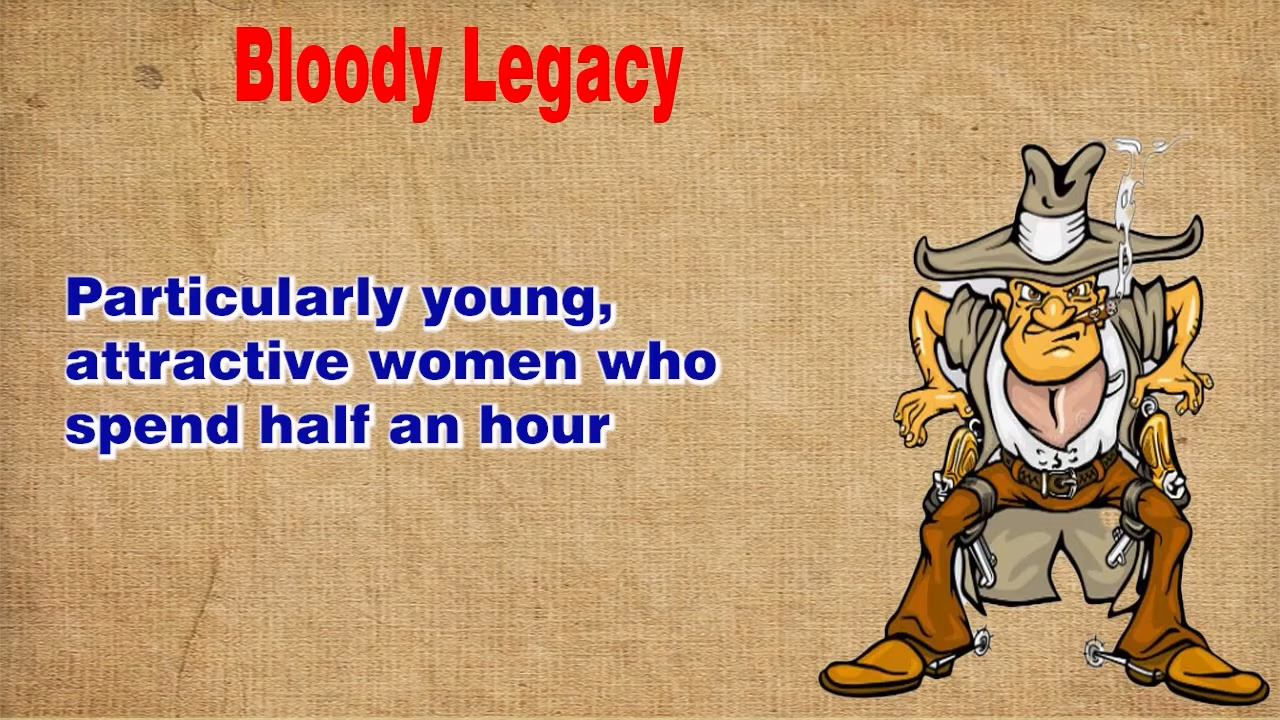 Bloody Legacy
Particularly young,
attractive women who
spend half an hour